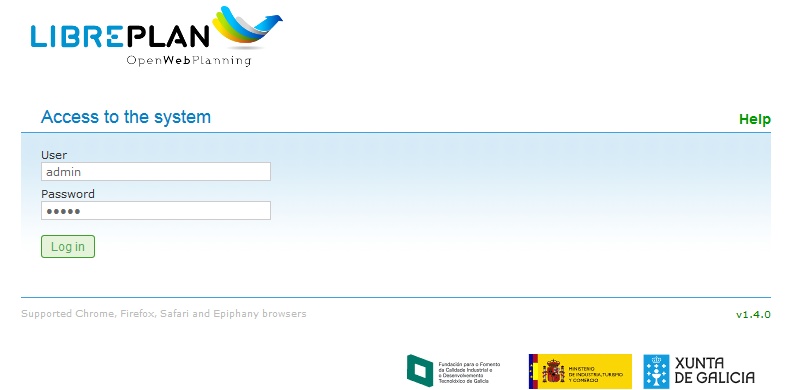 LIBREPLAN
OpenWebPlanning
Access to the system
Help
User
admin
Password
•••••
Log in
Supported Chrome, Firefox, Safari and Epiphany browsers
v1.4.0
Fundación para o Fomento
da Calidade Industrial e
o Desenvolvemento
Tecnolóxico de Galicia
MINISTERIO
DE INDUSTRIA, TURISMO
Y COMERCIO
XUNTA
DE GALICIA